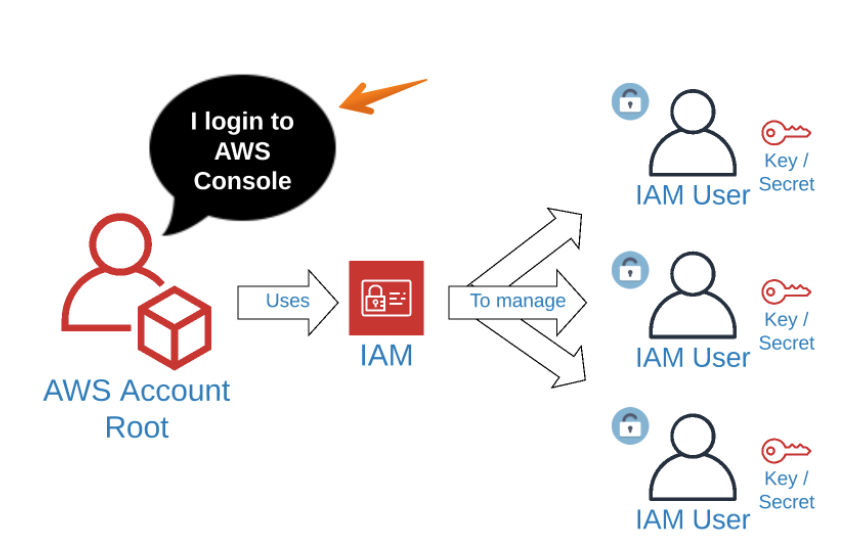 I login to
AWS
Console
AWS Account
Root
Uses
IAM
To manage
IAM User
Key /
Secret
IAM User
Key /
Secret
IAM User
Key /
Secret